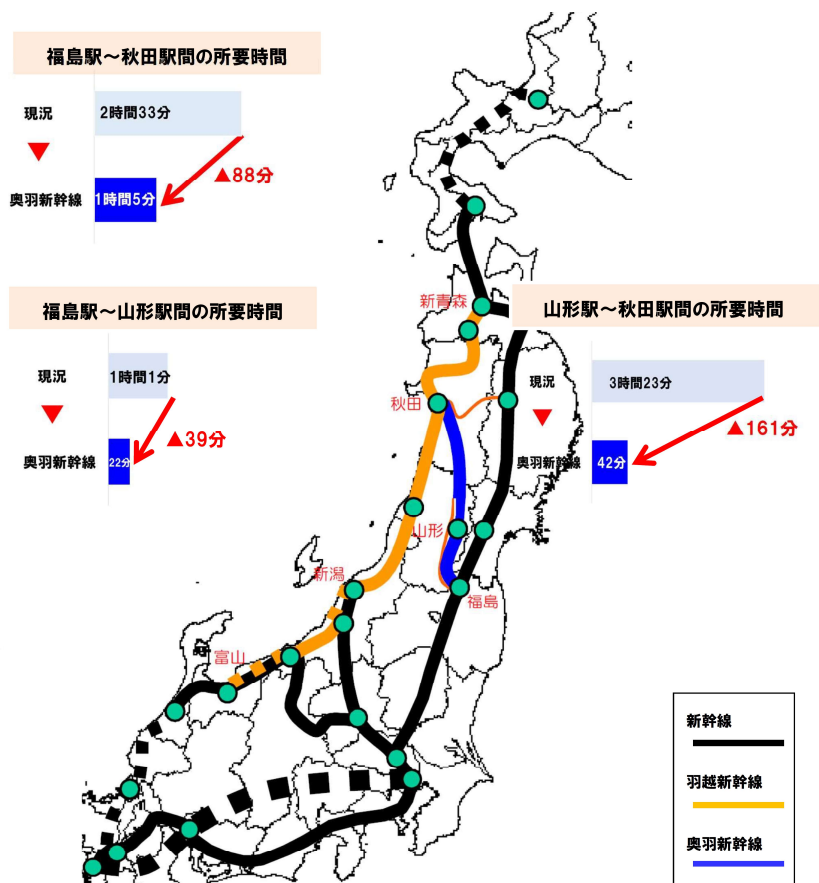 福島駅～秋田駅間の所要時間
現況
2時間33分
▲88分
奥羽新幹線
1時間5分
福島駅～山形駅間の所要時間
現況
1時間1分
▲39分
奥羽新幹線
22分
新青森
山形駅～秋田駅間の所要時間
現況
3時間23分
▲161分
奥羽新幹線
42分
秋田
山形
新潟
福島
富山
新幹線
羽越新幹線
奥羽新幹線